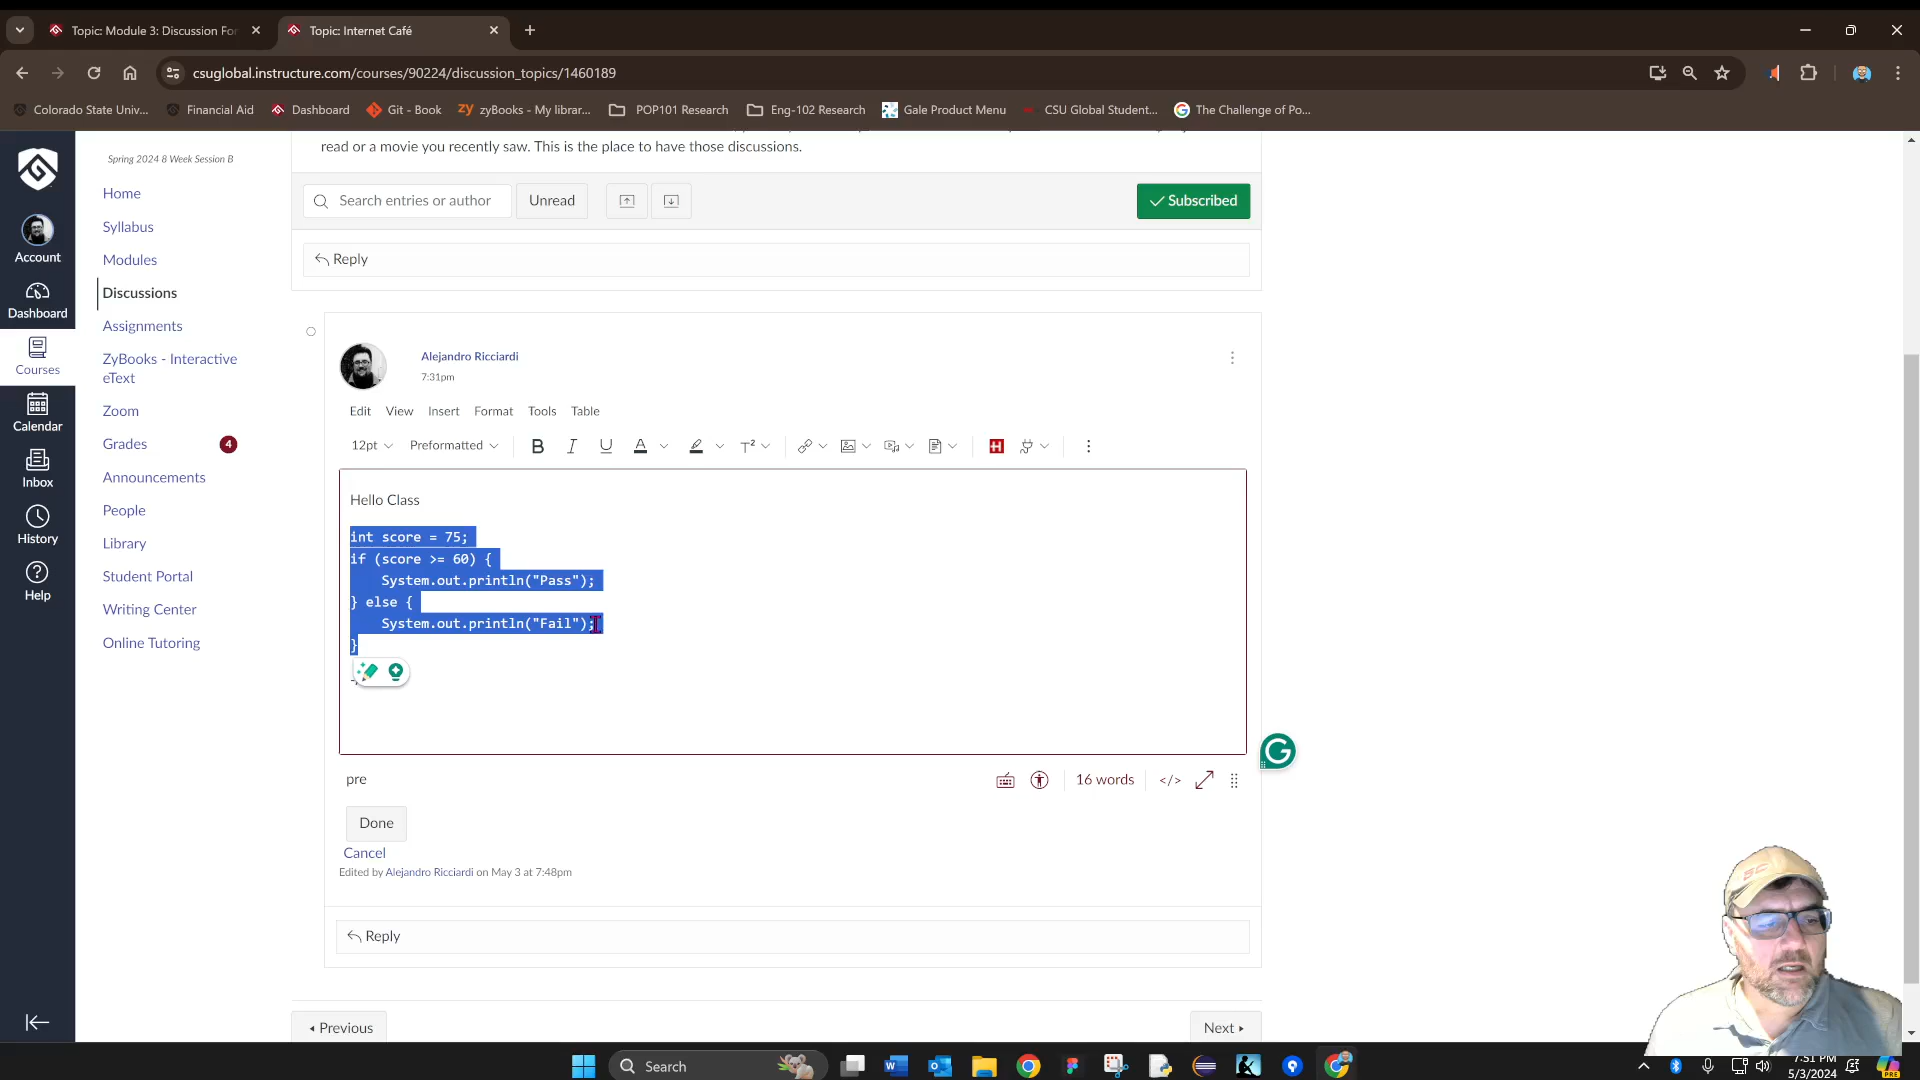 Topic: Module 3: Discussion For
Topic: Internet Café
csuglobal.instructure.com/courses/90224/discussion_topics/1460189
Colorado State Univ...
Financial Aid
Dashboard
Git - Book
zyBooks - My librar...
POP101 Research
Eng-102 Research
Gale Product Menu
CSU Global Student...
The Challenge of Po...
Spring 2024 8 Week Session B
Home
Syllabus
Modules
Discussions
Assignments
ZyBooks - Interactive
eText
Zoom
Grades
4
Announcements
People
Library
Student Portal
Writing Center
Online Tutoring
Account
Dashboard
Courses
Calendar
Inbox
History
Help
read or a movie you recently saw. This is the place to have those discussions.
Search entries or author
Unread
Subscribed
Reply
Alejandro Ricciardi
7:31pm
Edit View Insert Format Tools Table
12pt Preformatted
Hello Class
int score = 75;
if (score >= 60) {
System.out.println("Pass");
} else {
System.out.println("Fail");
}
pre
16 words
</>
Done
Cancel
Edited by Alejandro Ricciardi on May 3 at 7:48pm
Reply
Previous
Next
Search
7:51 PM
5/3/2024